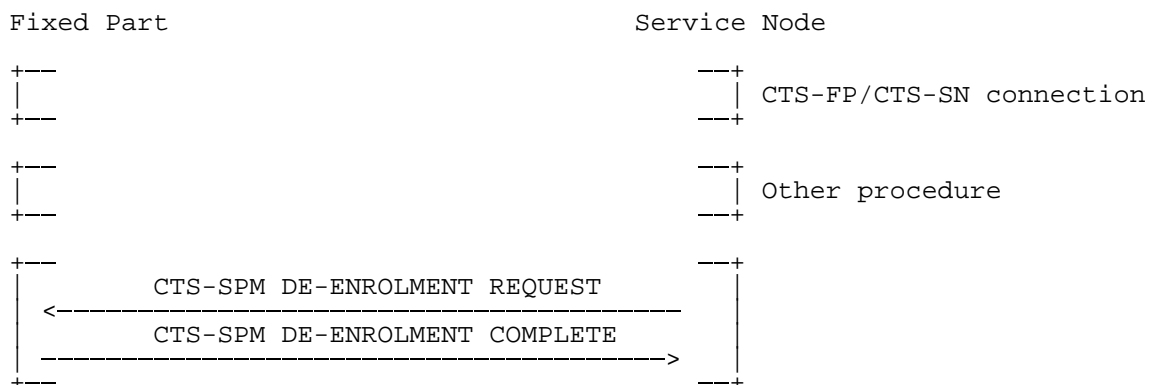 Fixed Part Service Node
CTS-FP/CTS-SN connection
Other procedure
CTS-SPM DE-ENROLMENT REQUEST
CTS-SPM DE-ENROLMENT COMPLETE